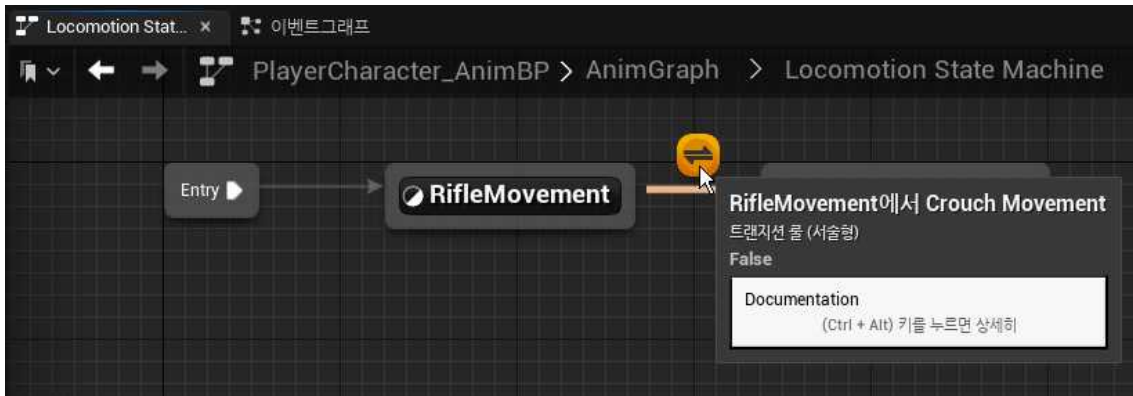 Locomotion Stat... × 이벤트그래프
PlayerCharacter_AnimBP > AnimGraph > Locomotion State Machine
Entry
RifleMovement
RifleMovement에서 Crouch Movement
트랜지션 룰 (서술형)
False
Documentation
(Ctrl + Alt) 키를 누르면 상세히